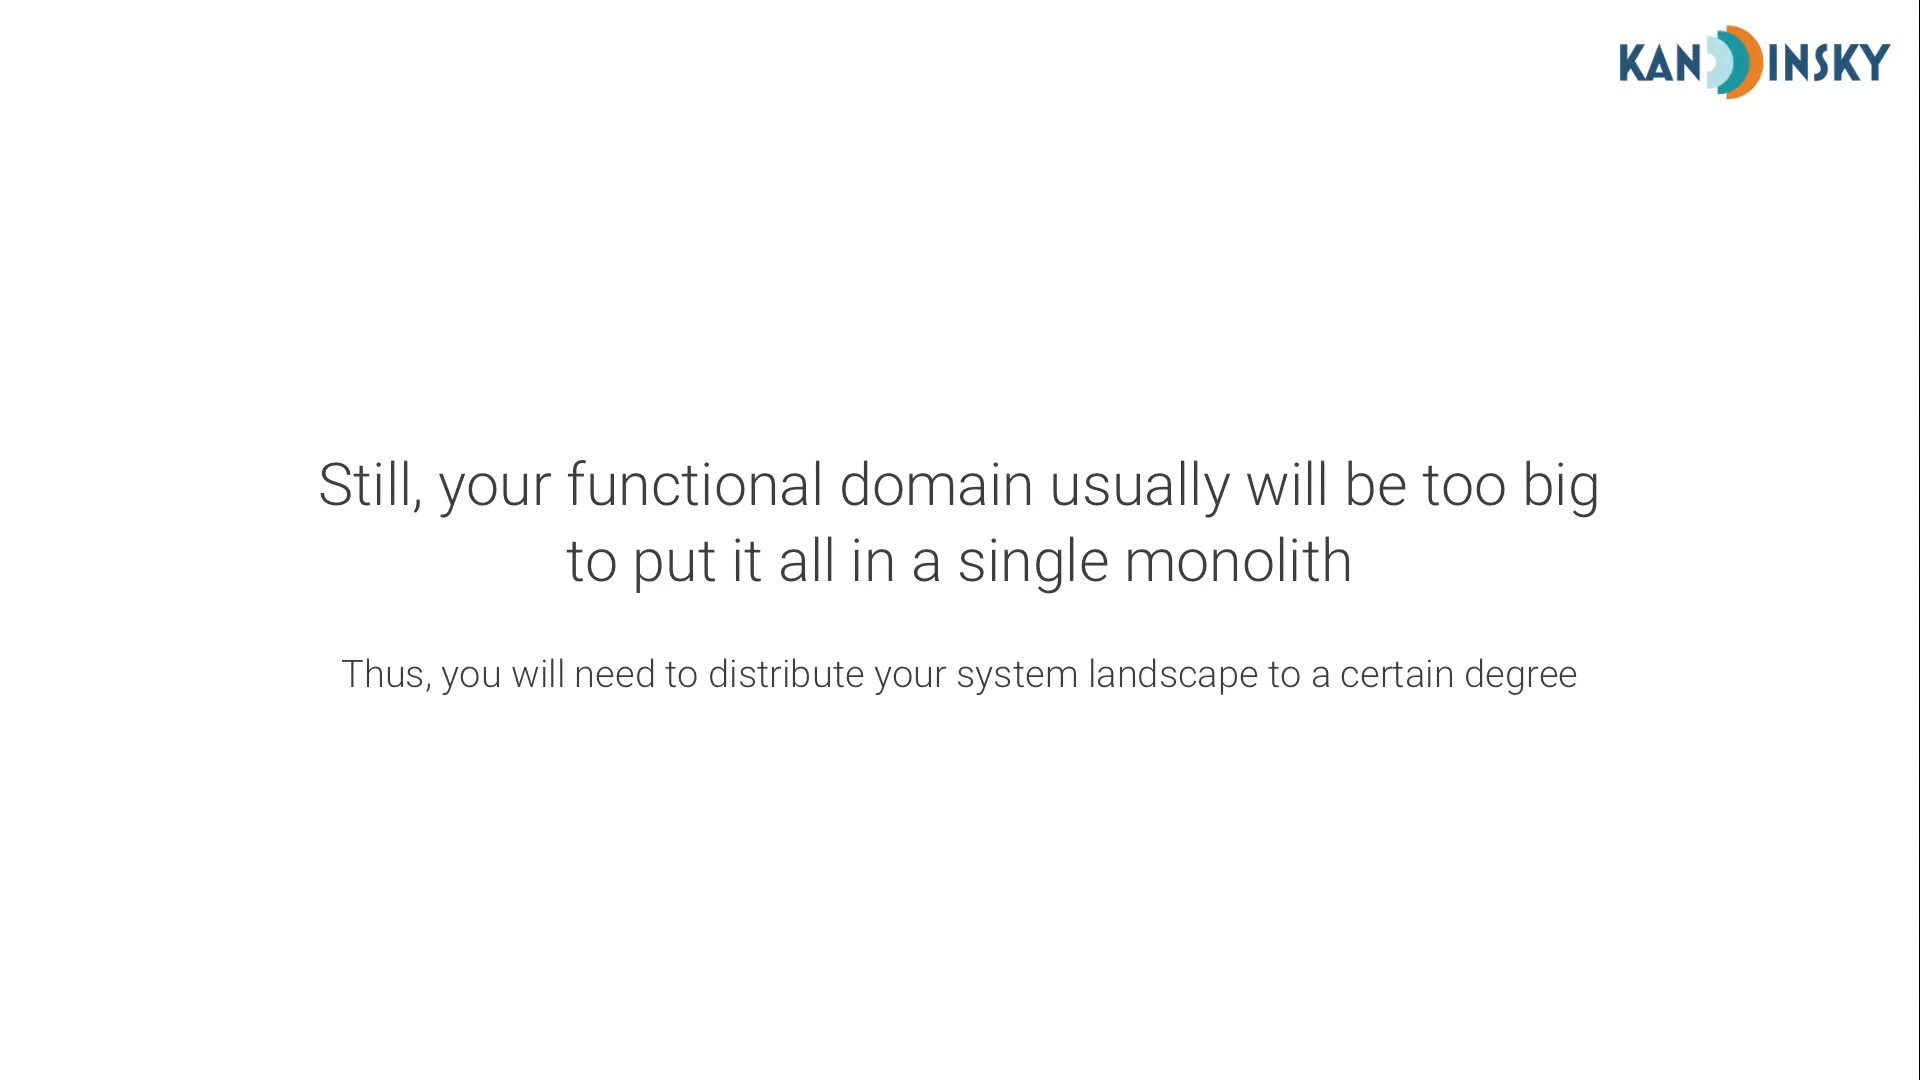 KANDINSKY
Still, your functional domain usually will be too big
to put it all in a single monolith
Thus, you will need to distribute your system landscape to a certain degree